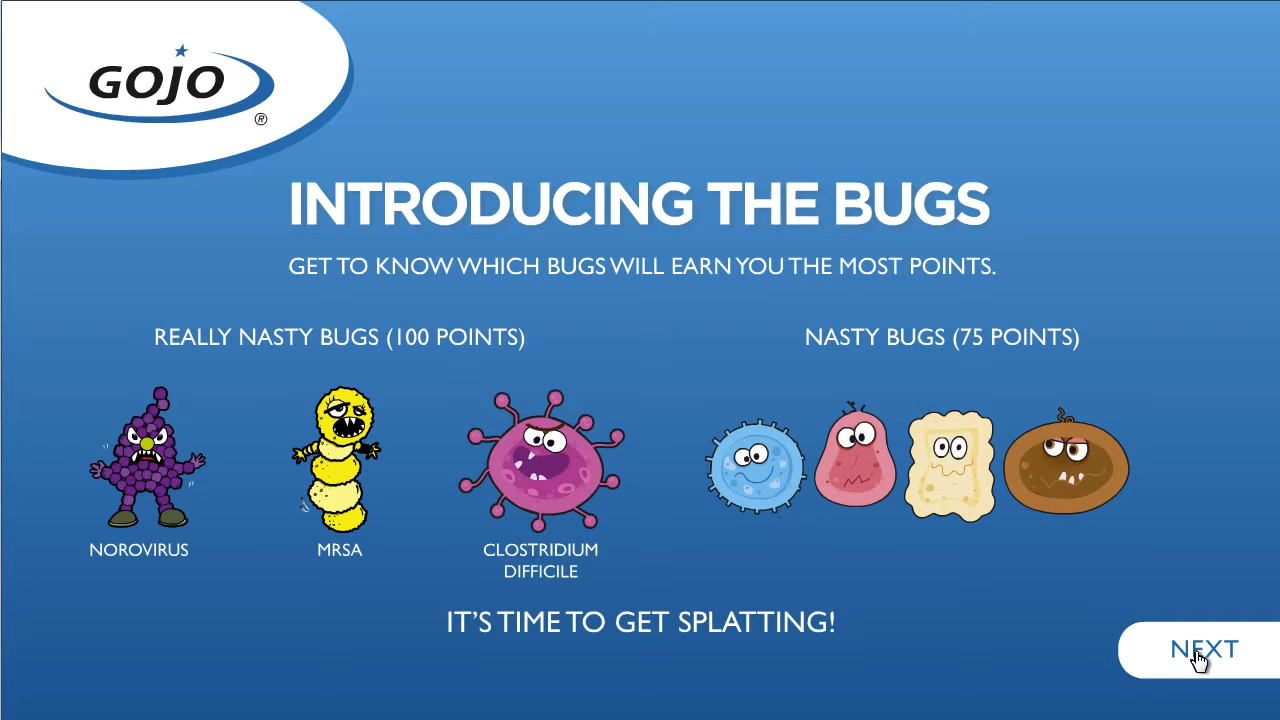 GOJO
®
INTRODUCING THE BUGS
GET TO KNOW WHICH BUGS WILL EARN YOU THE MOST POINTS.
REALLY NASTY BUGS (100 POINTS)
NASTY BUGS (75 POINTS)
NOROVIRUS
MRSA
CLOSTRIDIUM
DIFFICILE
IT'S TIME TO GET SPLATTING!
NEXT